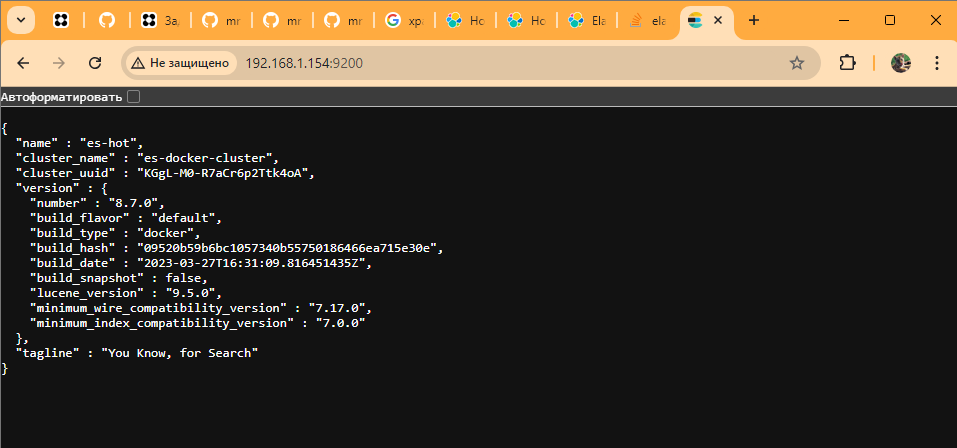 За,
mr
mr
mr
xpa
Ho
Ho
Ela
ela
Не защищено
192.168.1.154:9200
Автоформатировать
{
"name" : "es-hot",
"cluster_name" : "es-docker-cluster",
"cluster_uuid" : "KGgL-M0-R7aCr6p2Ttk4oA",
"version" : {
"number" : "8.7.0",
"build_flavor" : "default",
"build_type" : "docker",
"build_hash" : "09520b59b6bc1057340b55750186466ea715e30e",
"build_date" : "2023-03-27T16:31:09.816451435Z",
"build_snapshot" : false,
"lucene_version" : "9.5.0",
"minimum_wire_compatibility_version" : "7.17.0",
"minimum_index_compatibility_version" : "7.0.0"
},
"tagline" : "You Know, for Search"
}